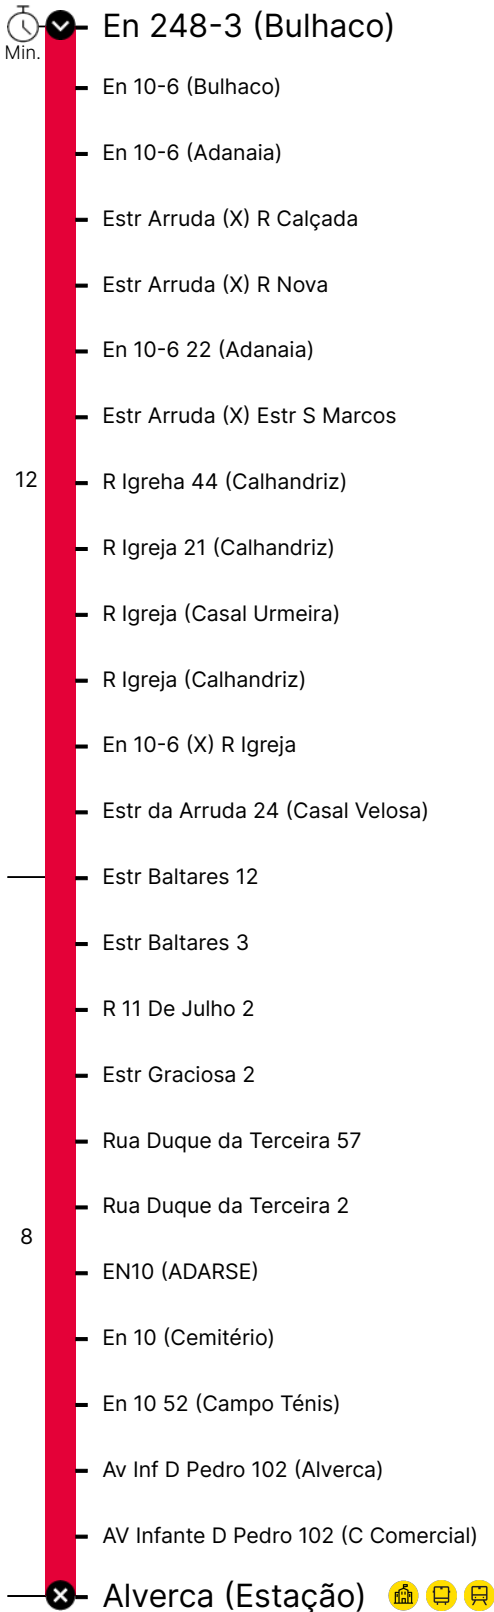 En 248-3 (Bulhaco)
Min.
En 10-6 (Bulhaco)
En 10-6 (Adanaia)
Estr Arruda (X) R Calçada
Estr Arruda (X) R Nova
En 10-6 22 (Adanaia)
Estr Arruda (X) Estr S Marcos
12
R Igreha 44 (Calhandriz)
R Igreja 21 (Calhandriz)
R Igreja (Casal Urmeira)
R Igreja (Calhandriz)
En 10-6 (X) R Igreja
Estr da Arruda 24 (Casal Velosa)
Estr Baltares 12
Estr Baltares 3
R 11 De Julho 2
Estr Graciosa 2
Rua Duque da Terceira 57
Rua Duque da Terceira 2
8
EN10 (ADARSE)
En 10 (Cemitério)
En 10 52 (Campo Ténis)
Av Inf D Pedro 102 (Alverca)
AV Infante D Pedro 102 (C Comercial)
Alverca (Estação)